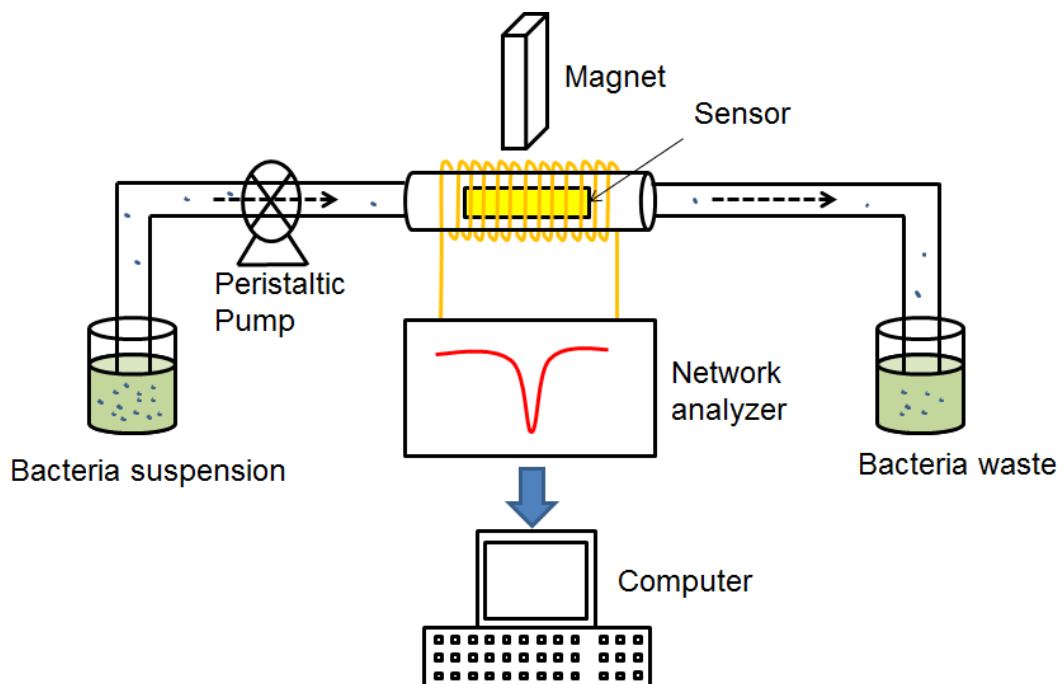 Magnet
Sensor
Peristaltic
Pump
Network
analyzer
Bacteria suspension
Bacteria waste
Computer